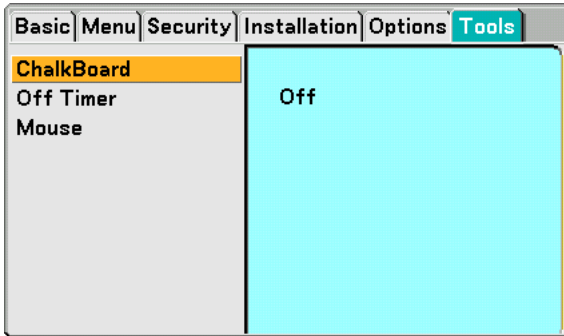 Basic Menu Security Installation Options Tools
ChalkBoard
Off Timer Off
Mouse